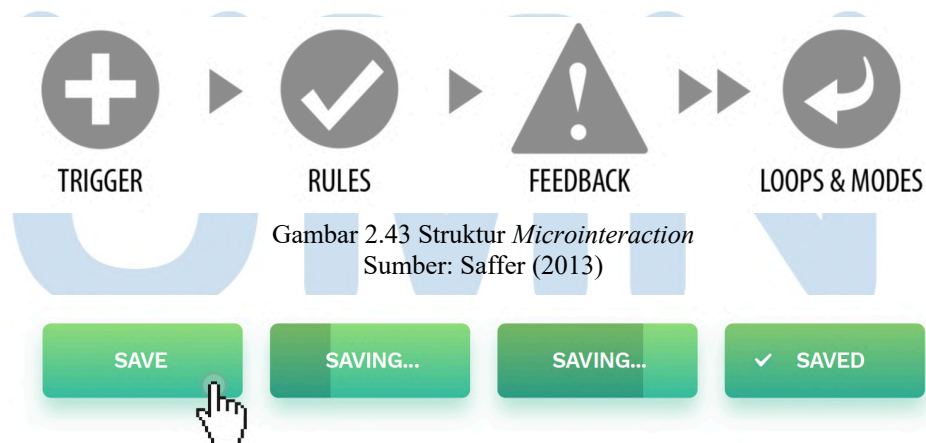 TRIGGER RULES FEEDBACK LOOPS & MODES
Gambar 2.43 Struktur Microinteraction
Sumber: Saffer (2013)
SAVE SAVING... SAVING... SAVED